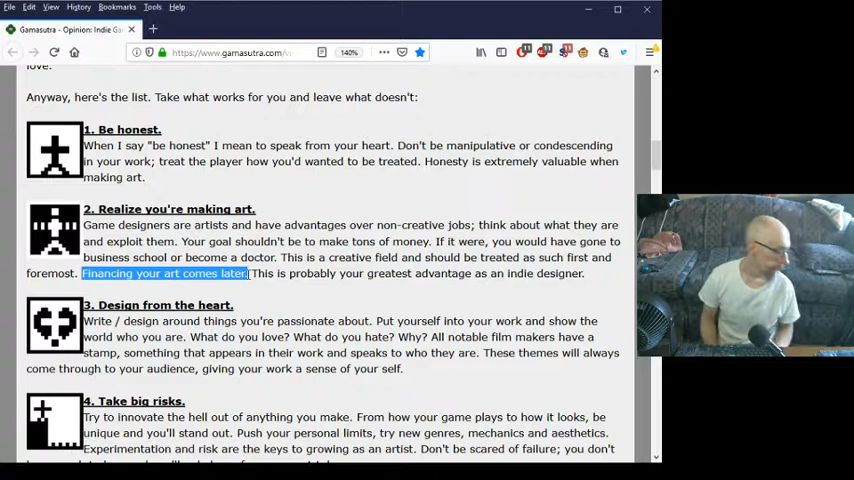 File Edit View History Bookmarks Tools Help
Gamasutra - Opinion: Indie Ga
https://www.gamasutra.com/v
140%
11 11 11
love.
Anyway, here's the list. Take what works for you and leave what doesn't:
1. Be honest.
When I say "be honest" I mean to speak from your heart. Don't be manipulative or condescending
in your work; treat the player how you'd wanted to be treated. Honesty is extremely valuable when
making art.
2. Realize you're making art.
Game designers are artists and have advantages over non-creative jobs; think about what they are
and exploit them. Your goal shouldn't be to make tons of money. If it were, you would have gone to
business school or become a doctor. This is a creative field and should be treated as such first and
foremost. Financing your art comes later. This is probably your greatest advantage as an indie designer.
3. Design from the heart.
Write / design around things you're passionate about. Put yourself into your work and show the
world who you are. What do you love? What do you hate? Why? All notable film makers have a
stamp, something that appears in their work and speaks to who they are. These themes will always
come through to your audience, giving your work a sense of your self.
4. Take big risks.
Try to innovate the hell out of anything you make. From how your game plays to how it looks, be
unique and you'll stand out. Push your personal limits, try new genres, mechanics and aesthetics.
Experimentation and risk are the keys to growing as an artist. Don't be scared of failure; you don't